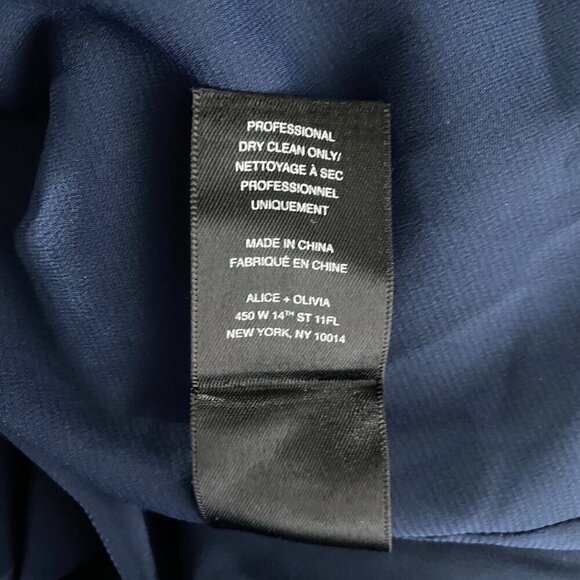 PROFESSIONAL
DRY CLEAN ONLY/
NETTOYAGE À SEC
PROFESSIONNEL
UNIQUEMENT
MADE IN CHINA
FABRIQUÉ EN CHINE
ALICE + OLIVIA
450 W 14TH ST 11FL
NEW YORK, NY 10014